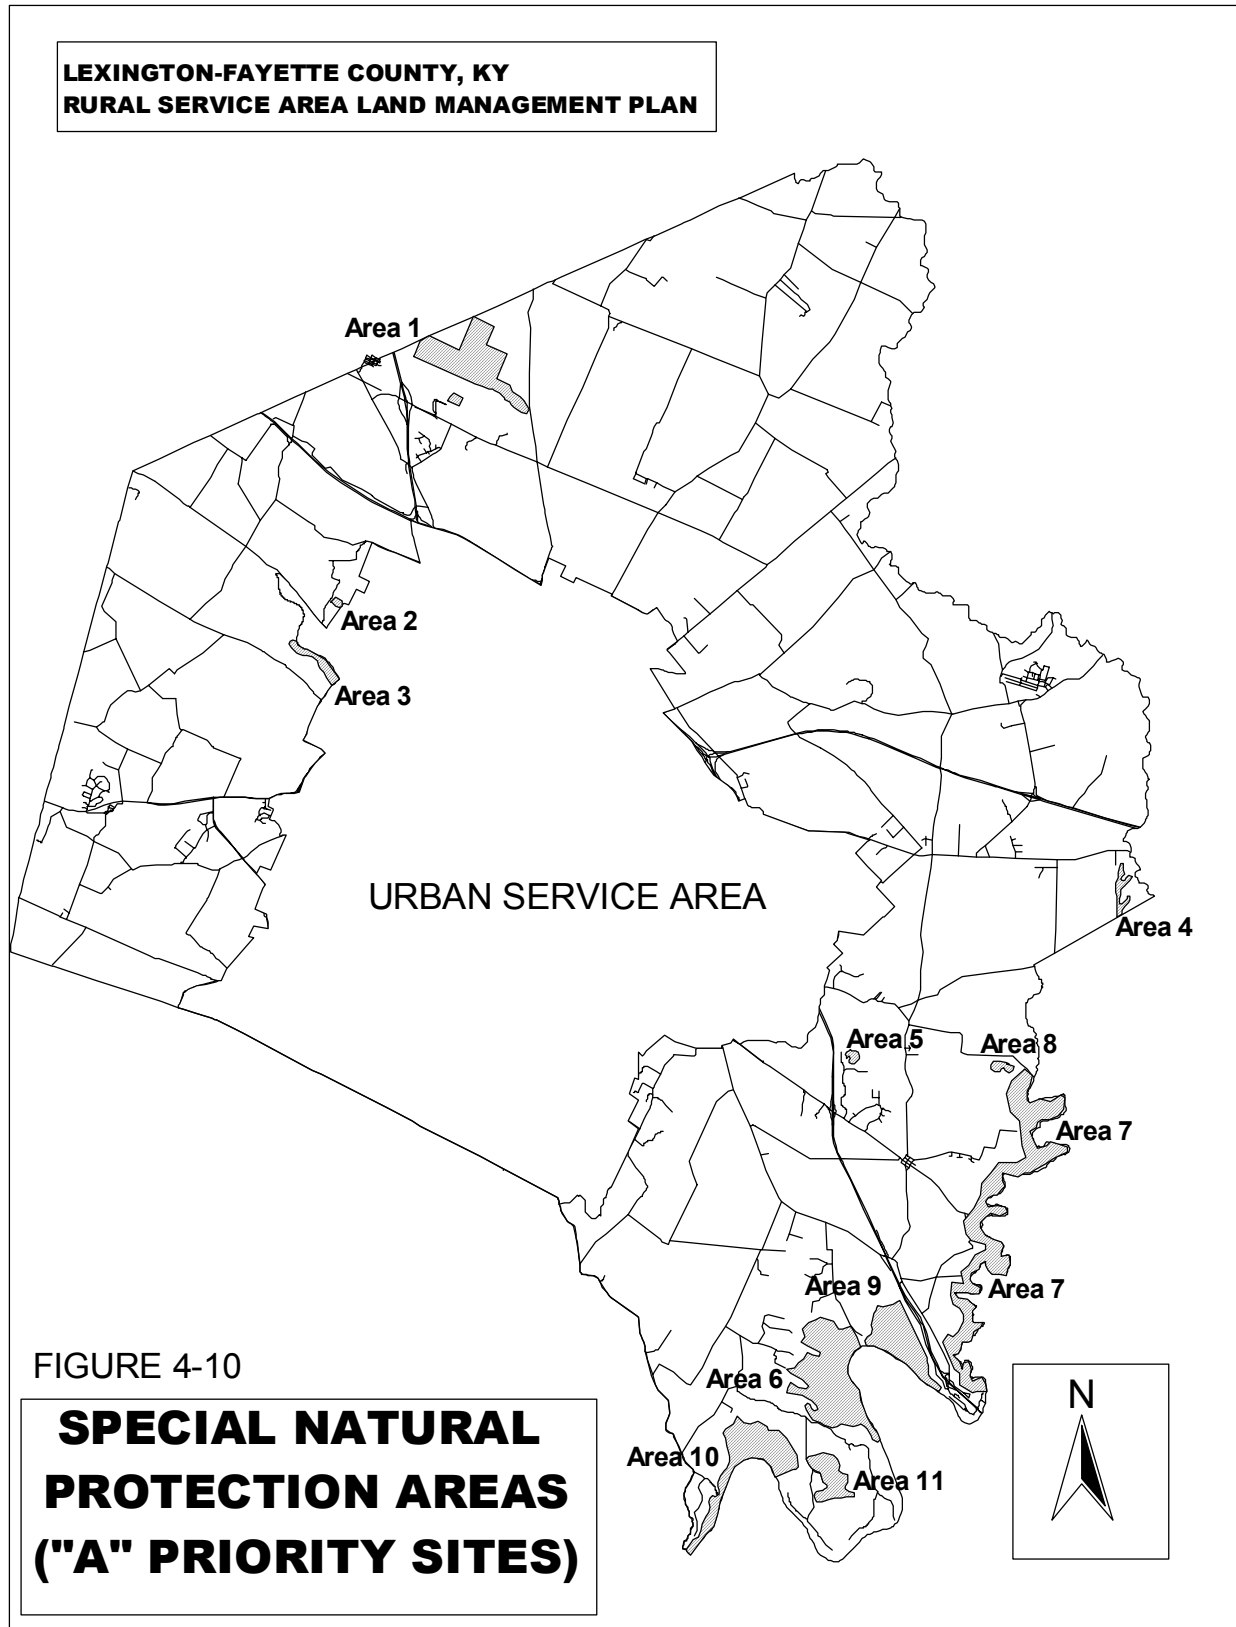 LEXINGTON-FAYETTE COUNTY, KY
RURAL SERVICE AREA LAND MANAGEMENT PLAN
Area 1
Area 2
Area 3
URBAN SERVICE AREA
Area 4
Area 5
Area 8
Area 7
Area 9
Area 7
Area 6
Area 10
Area 11
FIGURE 4-10
SPECIAL NATURAL
PROTECTION AREAS
("A" PRIORITY SITES)
N